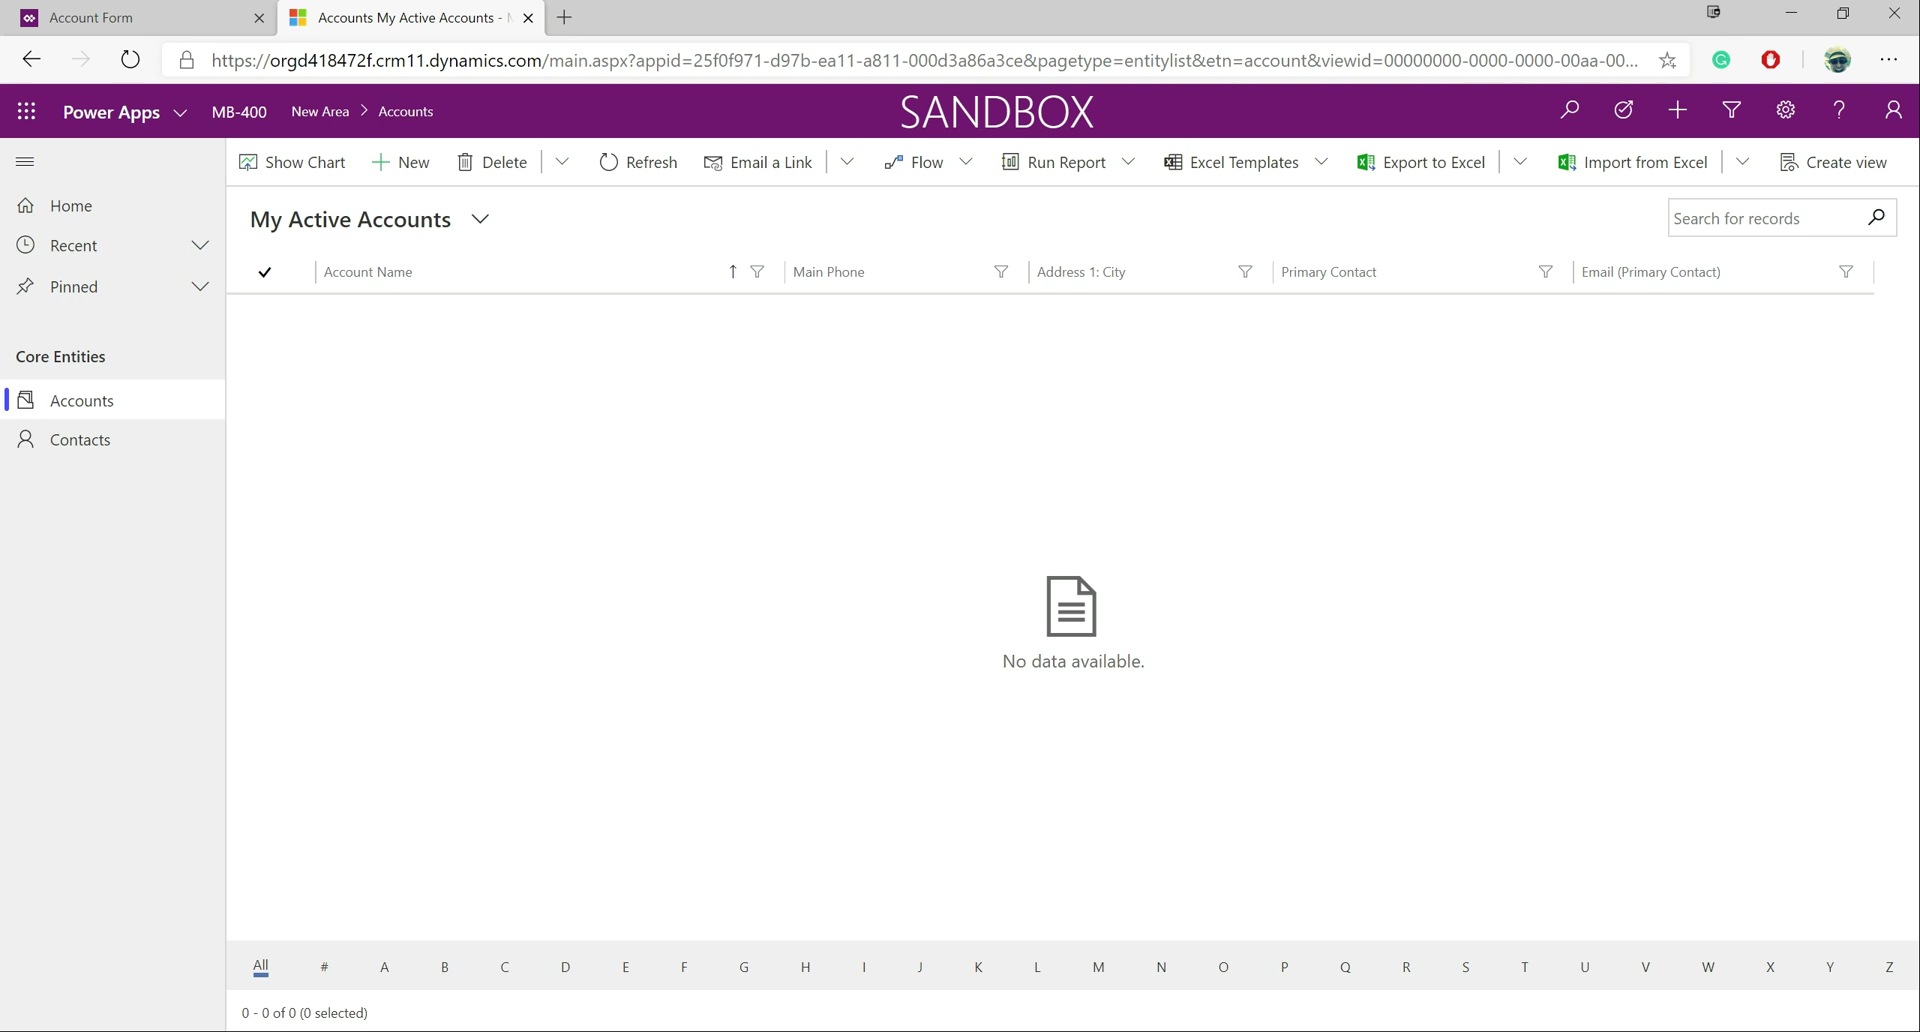 Account Form
Accounts My Active Accounts -
https://orgd418472f.crm11.dynamics.com/main.aspx?appid=25f0f971-d97b-ea11-a811-000d3a86a3ce&pagetype=entitylist&etn=account&viewid=00000000-0000-0000-00aa-00...
Power Apps MB-400 New Area > Accounts SANDBOX
Show Chart New Delete Refresh Email a Link Flow Run Report Excel Templates Export to Excel Import from Excel Create view
Home
Recent
Pinned
Core Entities
Accounts
Contacts
My Active Accounts
Search for records
Account Name Main Phone Address 1: City Primary Contact Email (Primary Contact)
No data available.
All # A B C D E F G H I J K L M N O P Q R S T U V W X Y Z
0 - 0 of 0 (0 selected)